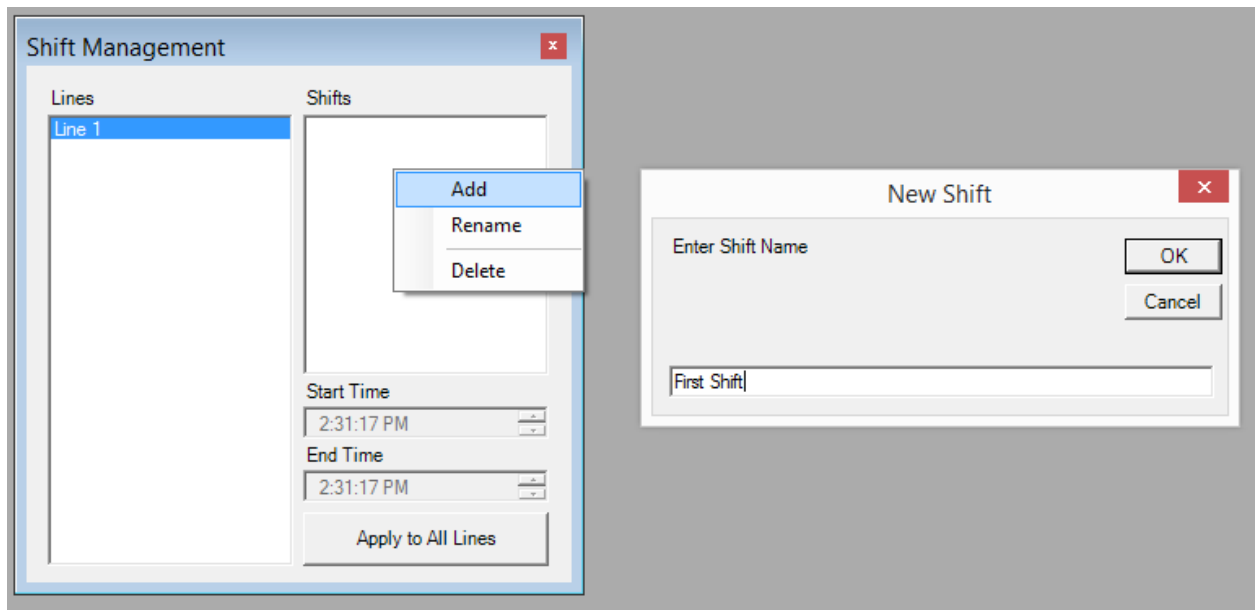 Shift Management
x
Lines
Shifts
Line 1
Add
Rename
Delete
Start Time
2:31:17 PM
End Time
2:31:17 PM
Apply to All Lines
New Shift
x
Enter Shift Name
OK
Cancel
First Shift